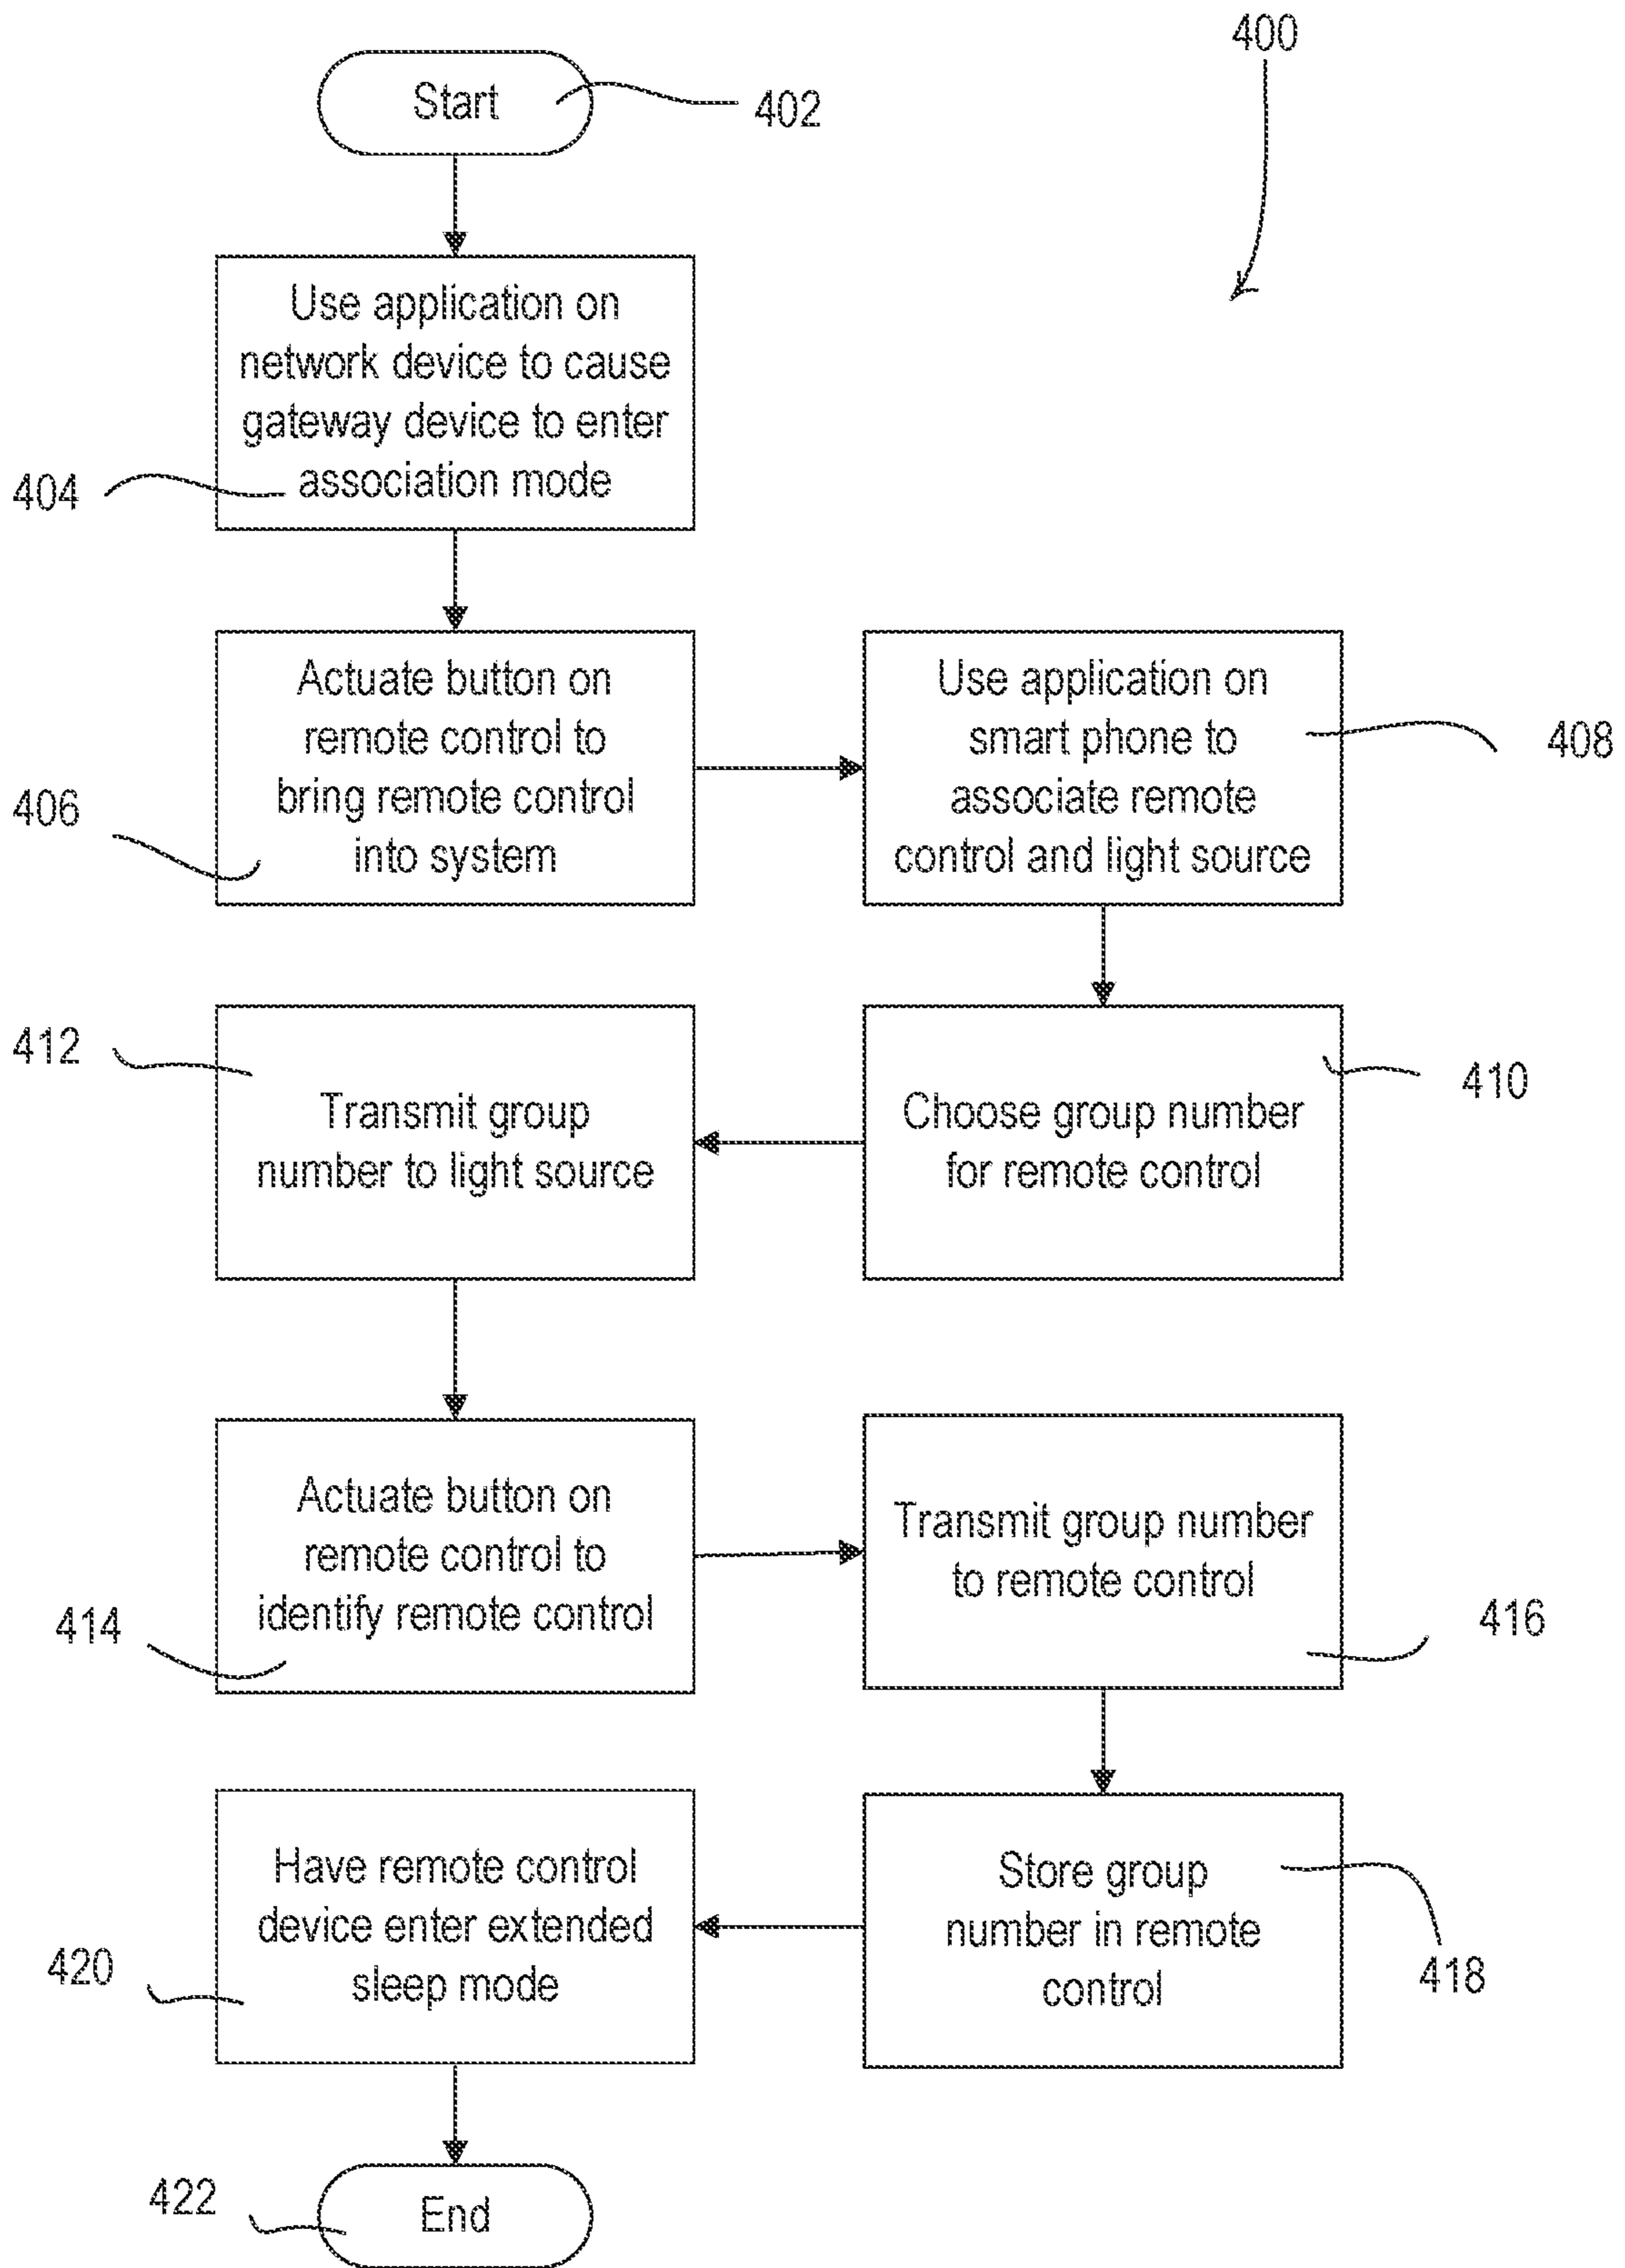 400
Start
402
Use application on
network device to cause
gateway device to enter
association mode
404
Actuate button on
remote control to
bring remote control
into system
406
Use application on
smart phone to
associate remote
control and light source
408
Choose group number
for remote control
410
Transmit group
number to light source
412
Actuate button on
remote control to
identify remote control
414
Transmit group number
to remote control
416
Store group
number in remote
control
418
Have remote control
device enter extended
sleep mode
420
End
422